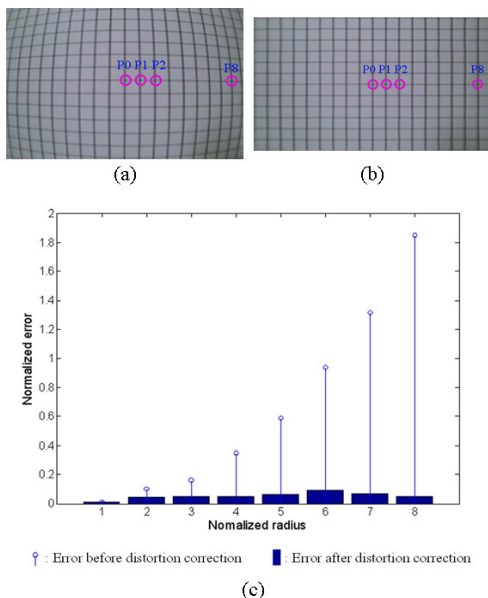 P0 P1 P2 P8
P0 P1 P2 P8
(a)
(b)
2
1.8
1.6
1.4
1.2
1
0.8
0.6
0.4
0.2
0
Normalized error
1 2 3 4 5 6 7 8
Nomalized radius
: Error before distortion correction
: Error after distortion correction
(c)